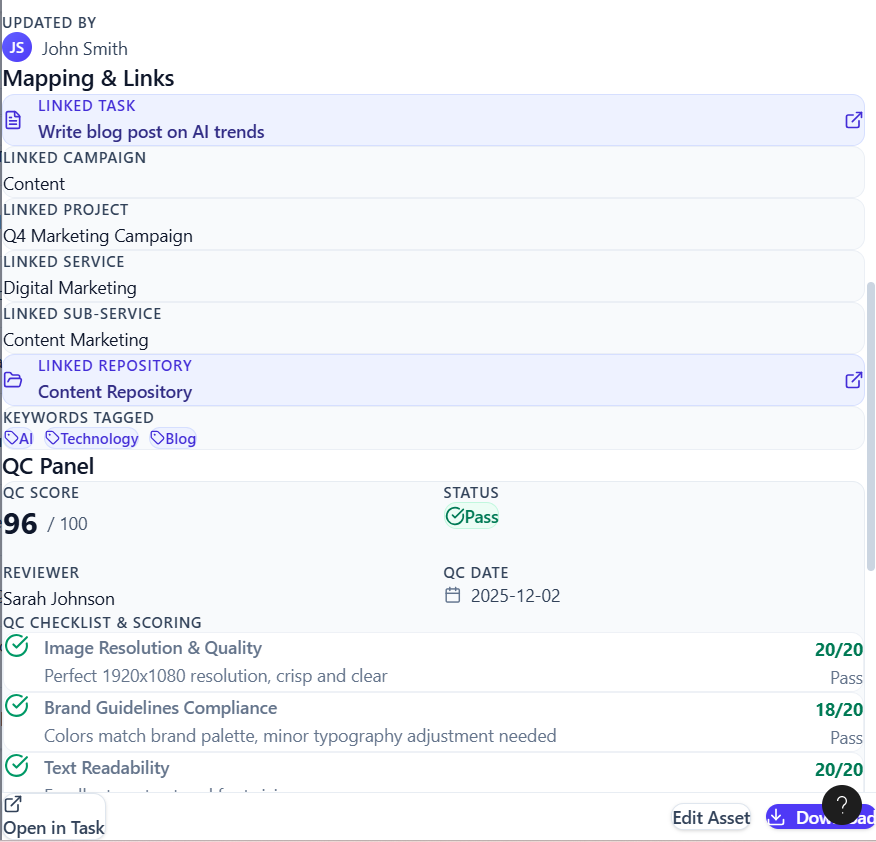 UPDATED BY
JS John Smith
Mapping & Links
LINKED TASK
Write blog post on AI trends
LINKED CAMPAIGN
Content
LINKED PROJECT
Q4 Marketing Campaign
LINKED SERVICE
Digital Marketing
LINKED SUB-SERVICE
Content Marketing
LINKED REPOSITORY
Content Repository
KEYWORDS TAGGED
AI Technology Blog
QC Panel
QC SCORE STATUS
96 / 100 Pass
REVIEWER QC DATE
Sarah Johnson 2025-12-02
QC CHECKLIST & SCORING
Image Resolution & Quality 20/20
Perfect 1920x1080 resolution, crisp and clear Pass
Brand Guidelines Compliance 18/20
Colors match brand palette, minor typography adjustment needed Pass
Text Readability 20/20
Open in Task Edit Asset ?